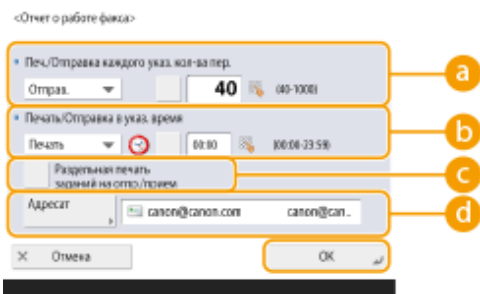 <Отчет о работе факса>
Печ./Отправка каждого указ. кол-ва пер.
Отправ. 40 (40-1000)
a
Печать/Отправка в указ. время
Печать 00:00 (00:00-23:59)
b
Раздельная печать
заданий на отпр./прием
c
Адресат canon@canon.com canon@can..
d
Отмена OK